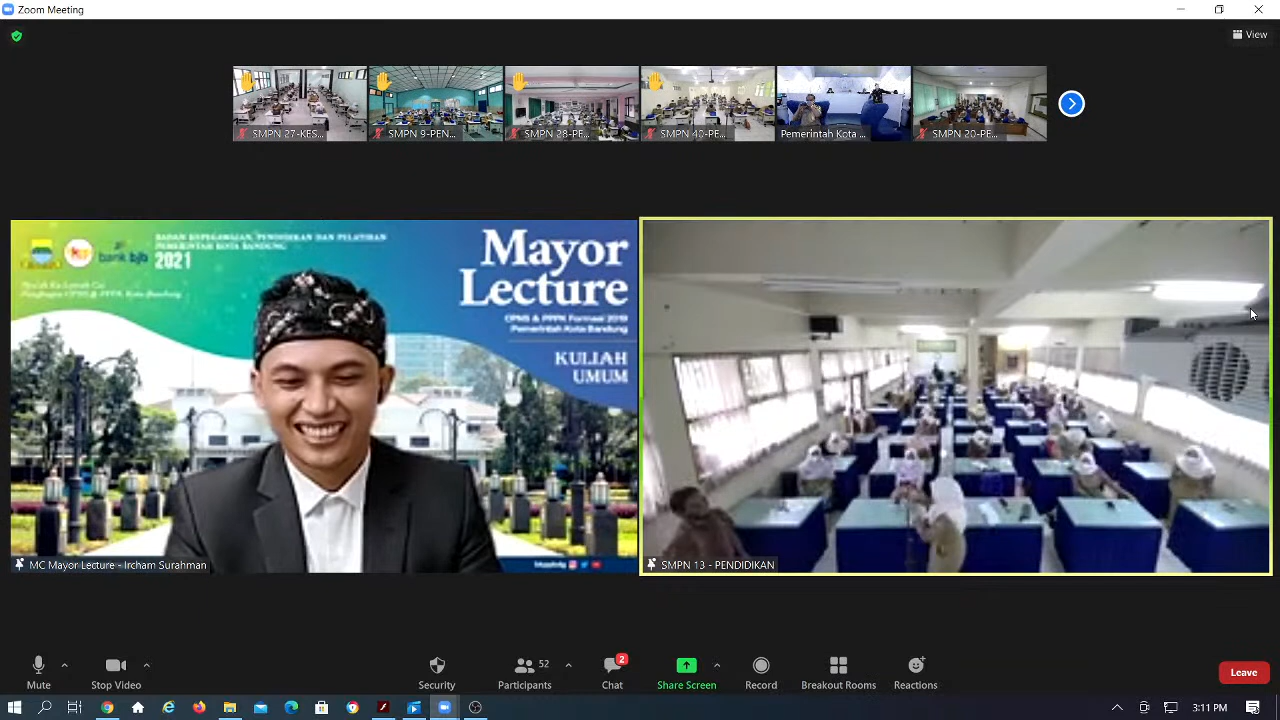 Zoom Meeting
View
SMPN 27-KES...
SMPN 9-PEN...
SMPN 28-PE...
SMPN 40-PE...
Pemerintah Kota ...
SMPN 20-PE...
BADAN KEPEGAWAIAN, PENDIDIKAN DAN PELATIHAN
PEMERINTAH KOTA BANDUNG
bank bjb
2021
Mayor
Lecture
CPNS & PPPK Formasi 2019
Pemerintah Kota Bandung
KULIAH
UMUM
MC Mayor Lecture - Ircham Surahman
SMPN 13 - PENDIDIKAN
Mute
Stop Video
Security
52
Participants
2
Chat
Share Screen
Record
Breakout Rooms
Reactions
Leave
3:11 PM